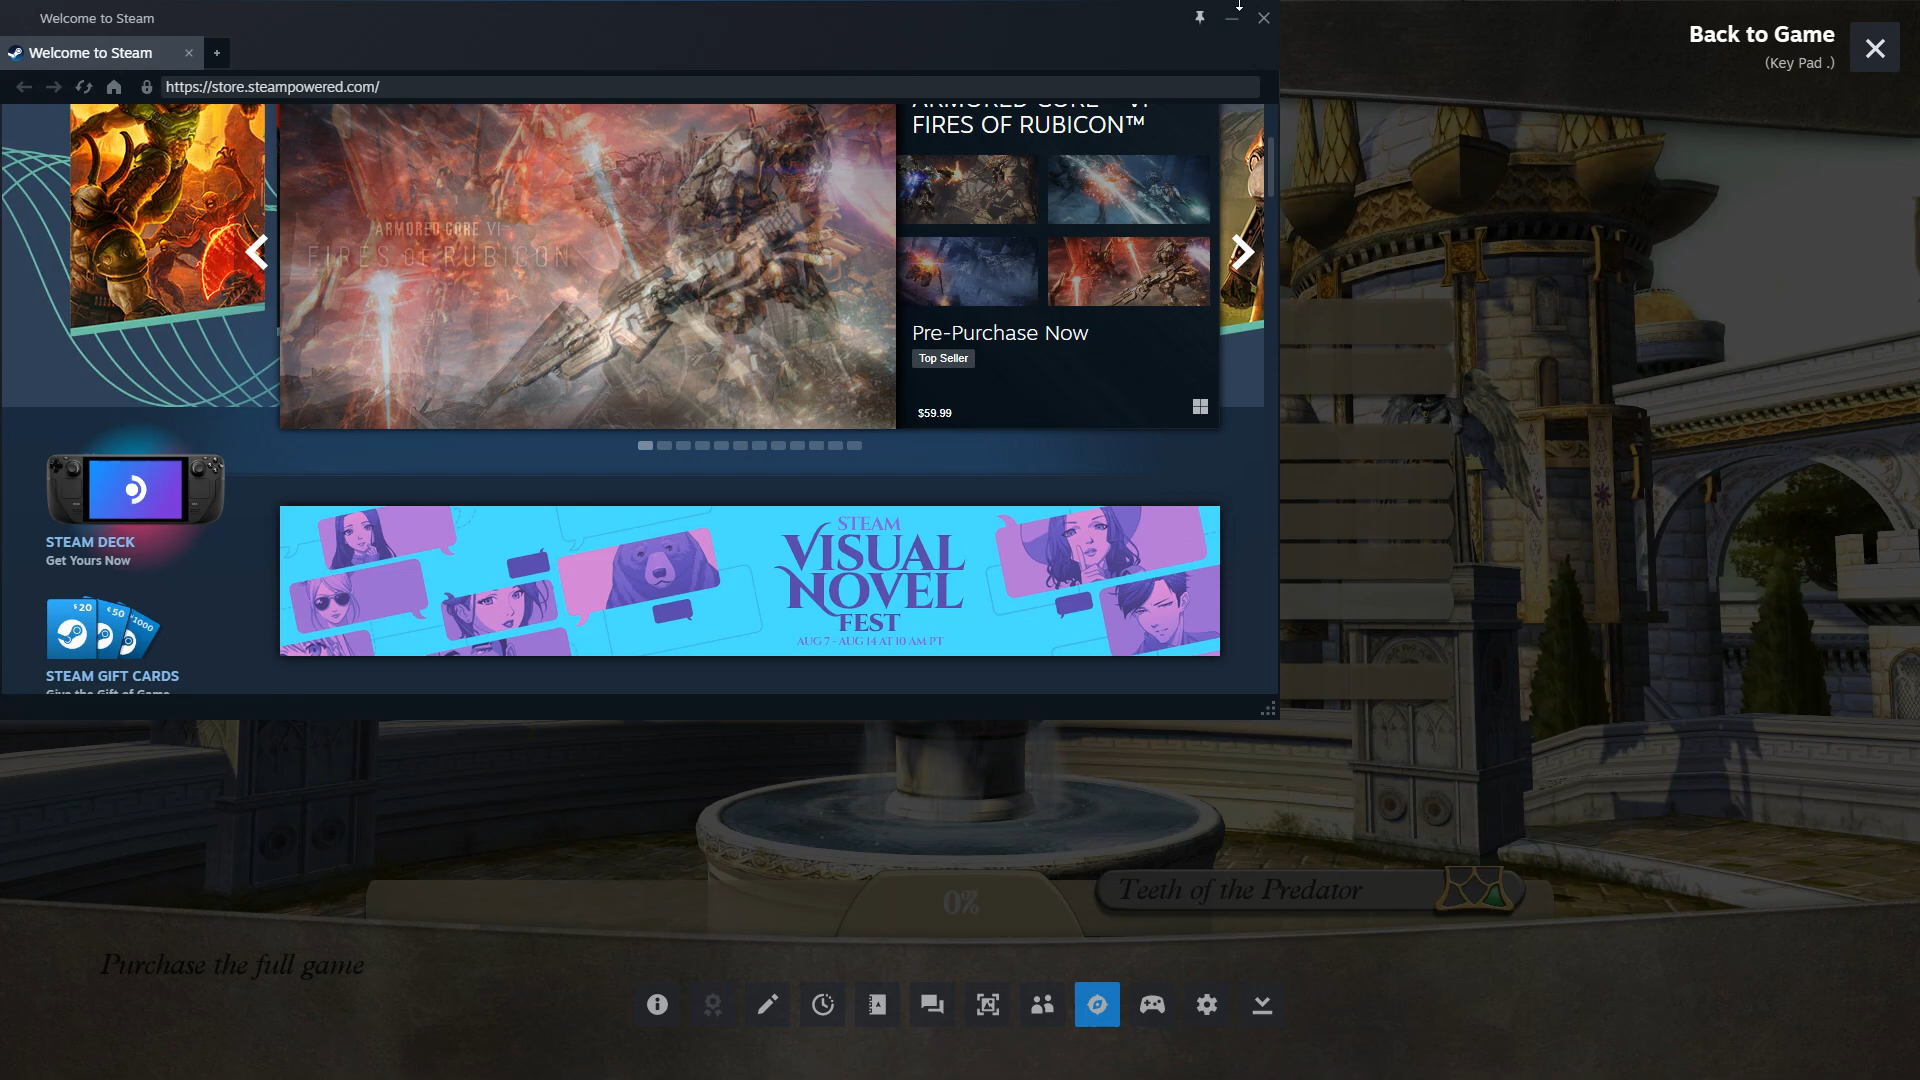 Welcome to Steam
Back to Game
(Key Pad .)
Welcome to Steam
https://store.steampowered.com/
FIRES OF RUBICON™
ARMORED CORE VI
FIRES OF RUBICON
Pre-Purchase Now
Top Seller
$59.99
STEAM DECK
Get Yours Now
STEAM
VISUAL
NOVEL
FEST
AUG 7 - AUG 14 AT 10 AM PT
$20
$50
$1000
STEAM GIFT CARDS
0%
Teeth of the Predator
Purchase the full game